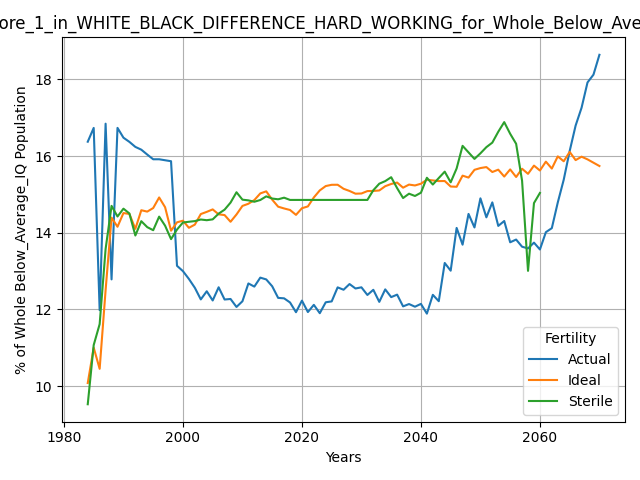 ore_1_in_WHITE_BLACK_DIFFERENCE_HARD_WORKING_for_Whole_Below_Ave
% of Whole Below_Average_IQ Population
18
16
14
12
10
1980
2000
2020
2040
2060
Years
Fertility
Actual
Ideal
Sterile